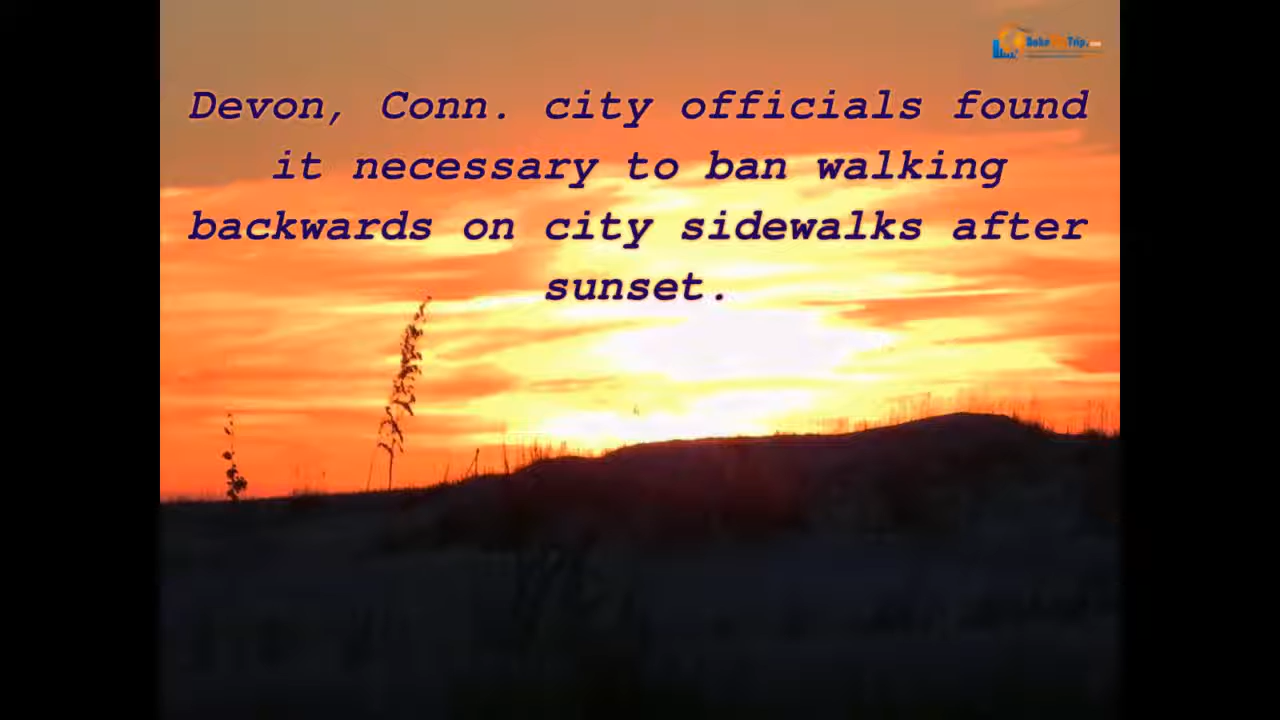 Devon, Conn. city officials found
it necessary to ban walking
backwards on city sidewalks after
sunset.